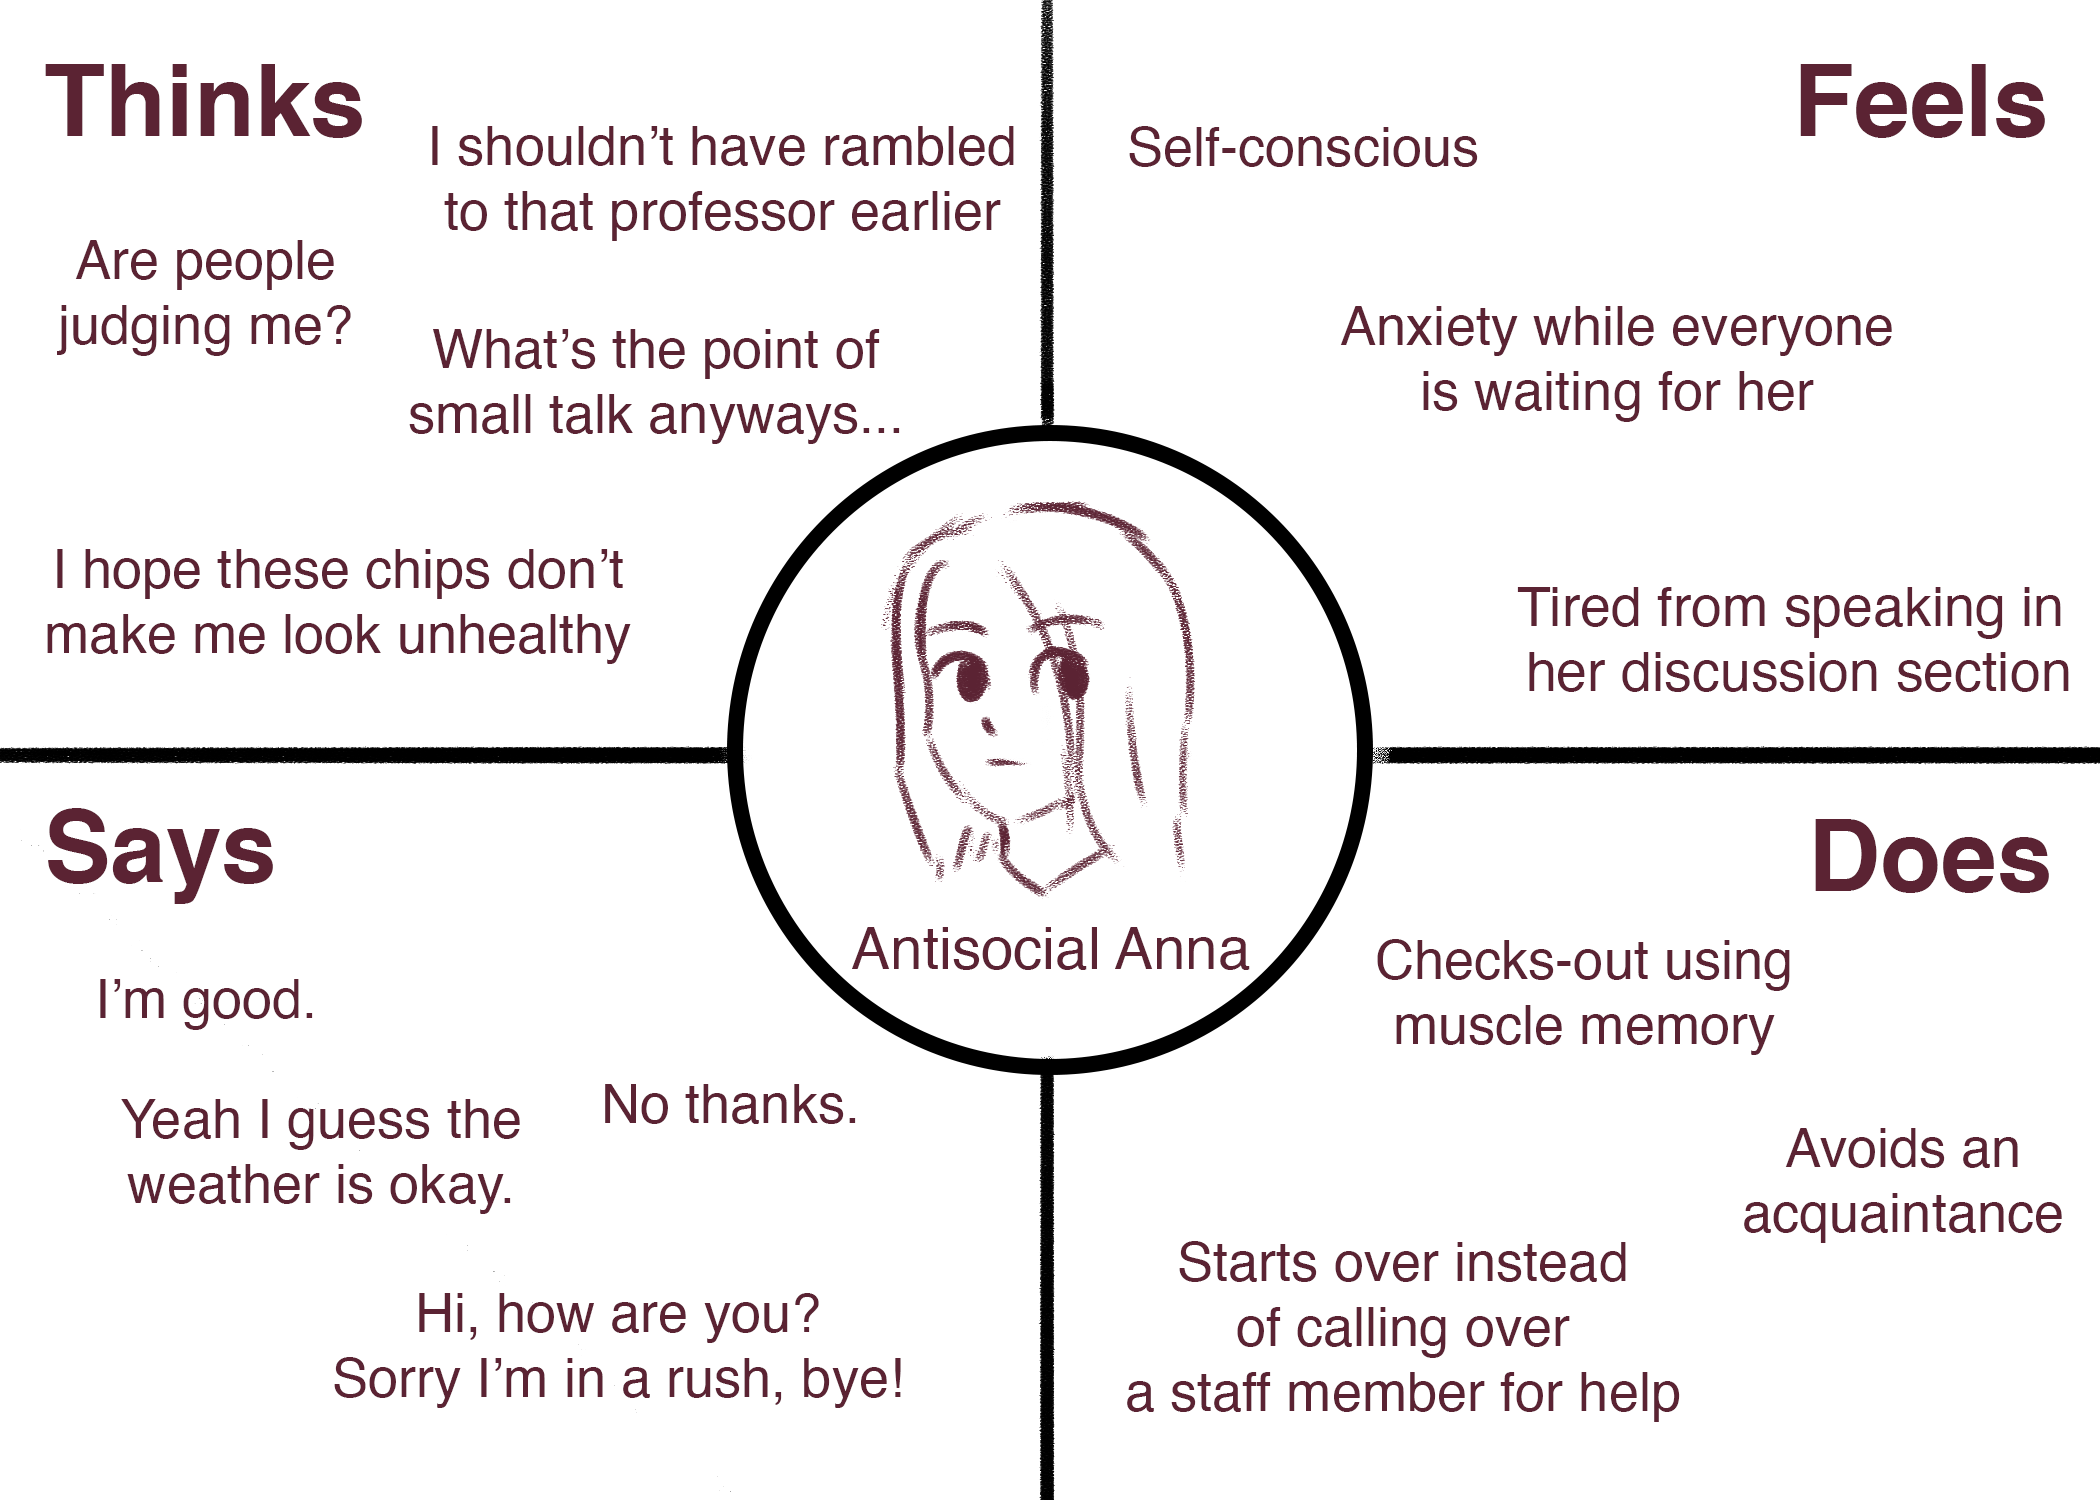 Thinks
I shouldn’t have rambled
to that professor earlier
Are people
judging me?
What’s the point of
small talk anyways...
I hope these chips don’t
make me look unhealthy
Feels
Self-conscious
Anxiety while everyone
is waiting for her
Tired from speaking in
her discussion section
Antisocial Anna
Says
I’m good.
Yeah I guess the
weather is okay.
No thanks.
Hi, how are you?
Sorry I’m in a rush, bye!
Does
Checks-out using
muscle memory
Avoids an
acquaintance
Starts over instead
of calling over
a staff member for help